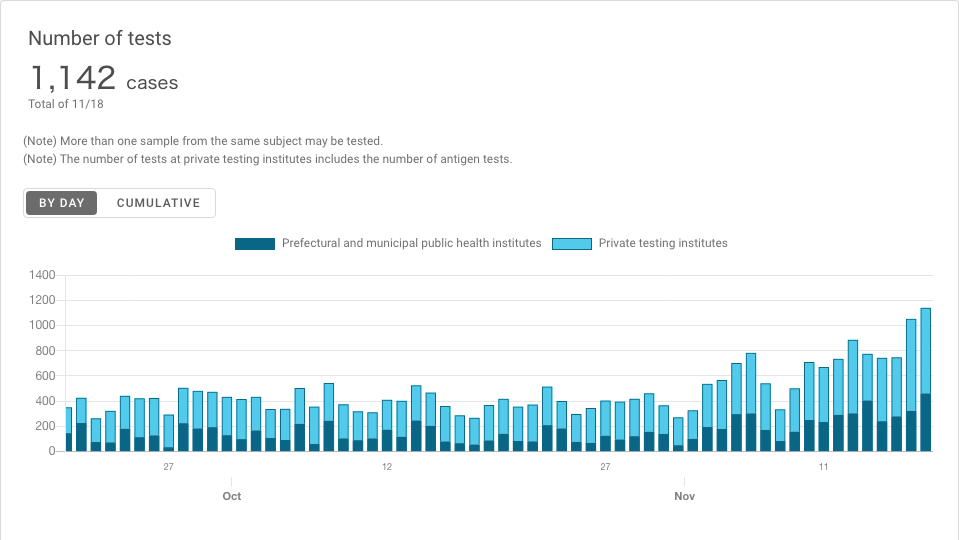 Number of tests
1,142 cases
Total of 11/18
(Note) More than one sample from the same subject may be tested.
(Note) The number of tests at private testing institutes includes the number of antigen tests.
BY DAY CUMULATIVE
Prefectural and municipal public health institutes Private testing institutes
1400
1200
1000
800
600
400
200
0
27 12 27 11
Oct Nov